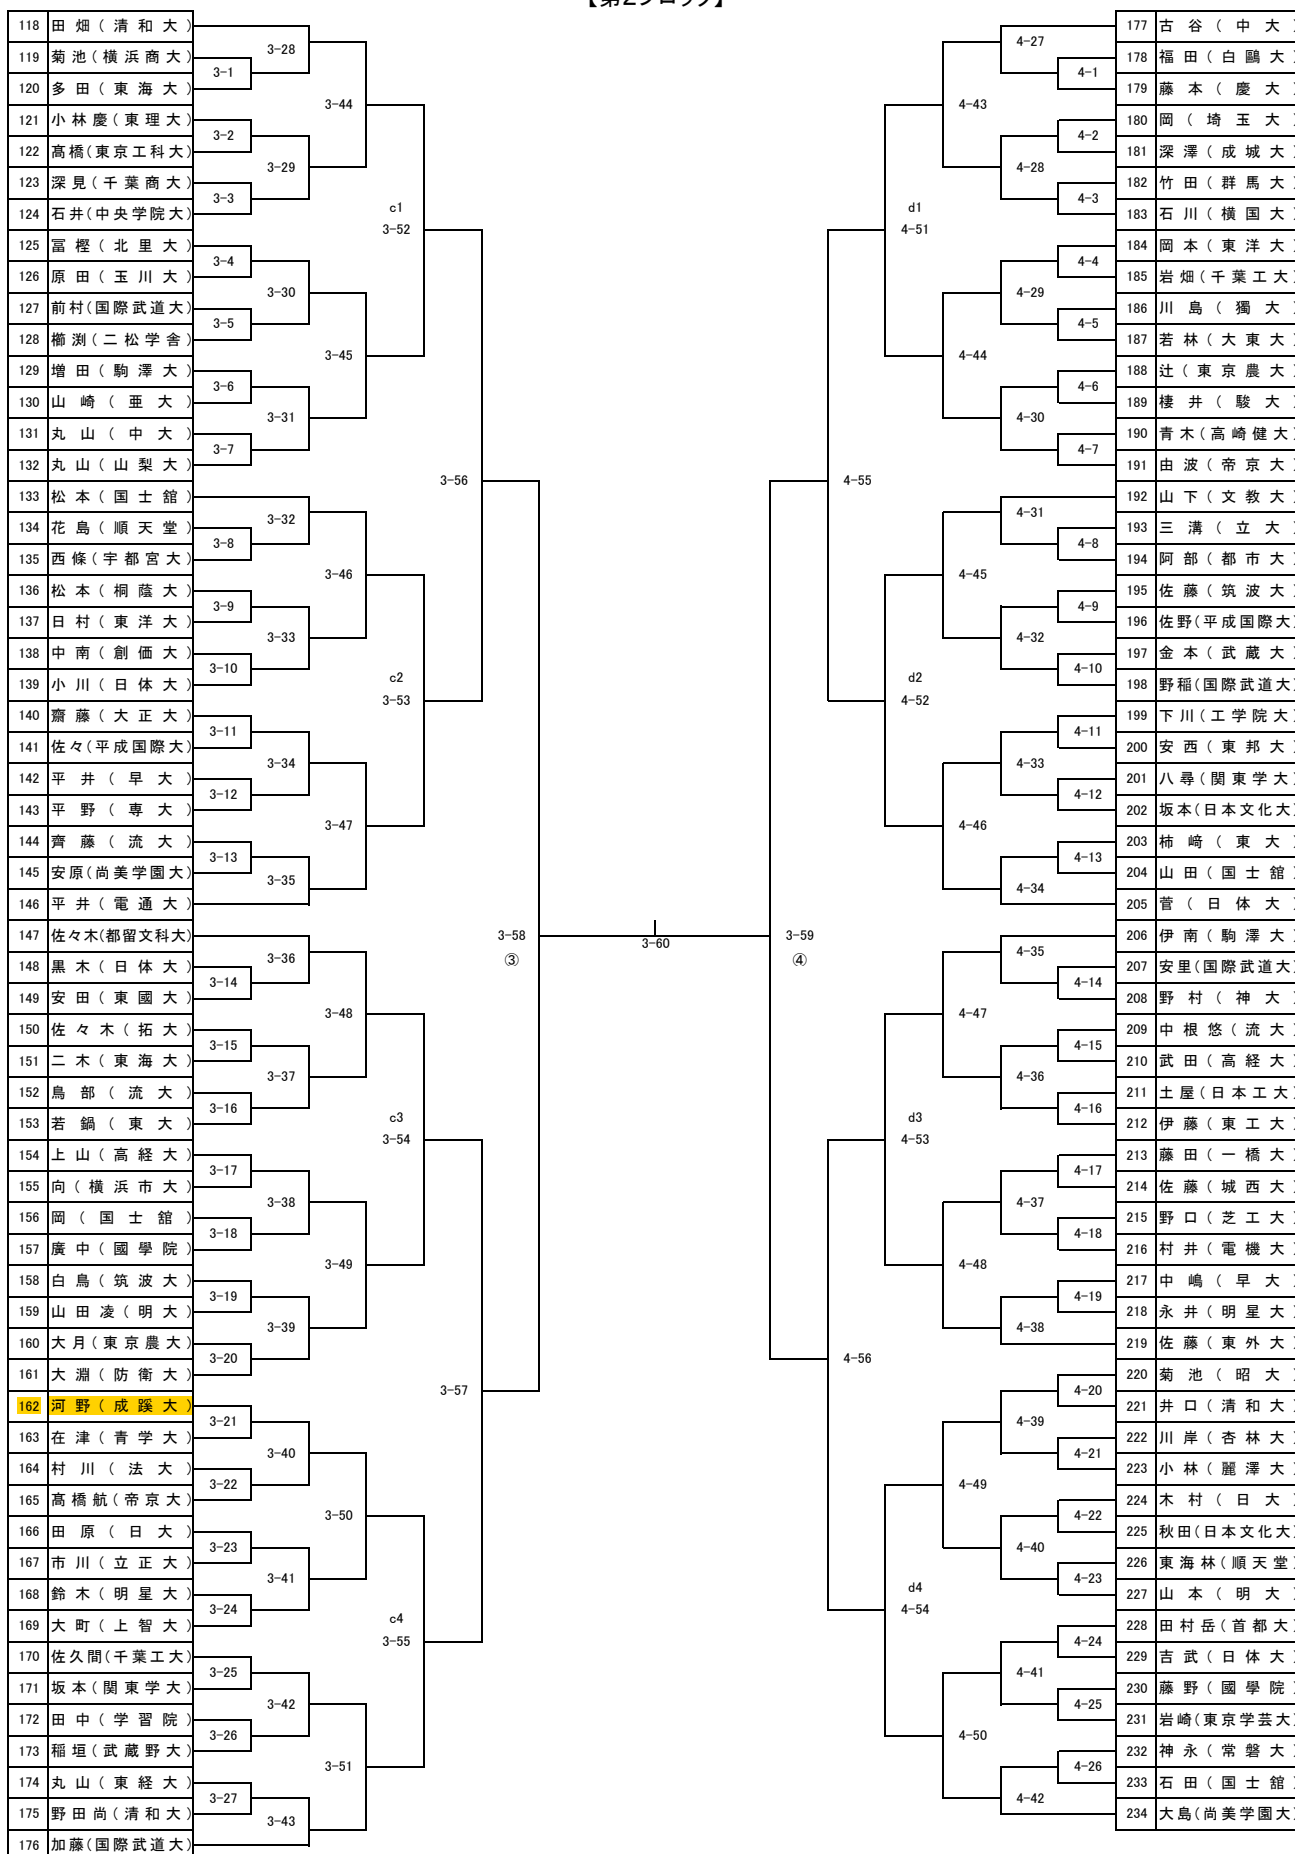 【第2ブロック】
118 田畑(清和大)
119 菊池(横浜商大)
120 多田(東海大)
121 小林慶(東理大)
122 髙橋(東京工科大)
123 深見(千葉商大)
124 石井(中央学院大)
125 冨樫(北里大)
126 原田(玉川大)
127 前村(国際武道大)
128 櫛渕(二松学舎)
129 増田(駒澤大)
130 山崎(亜大)
131 丸山(中大)
132 丸山(山梨大)
133 松本(国士舘)
134 花島(順天堂)
135 西條(宇都宮大)
136 松本(桐蔭大)
137 日村(東洋大)
138 中南(創価大)
139 小川(日体大)
140 齋藤(大正大)
141 佐々(平成国際大)
142 平井(早大)
143 平野(専大)
144 齊藤(流大)
145 安原(尚美学園大)
146 平井(電通大)
147 佐々木(都留文科大)
148 黒木(日体大)
149 安田(東國大)
150 佐々木(拓大)
151 二木(東海大)
152 鳥部(流大)
153 若鍋(東大)
154 上山(高経大)
155 向(横浜市大)
156 岡(国士舘)
157 廣中(國學院)
158 白鳥(筑波大)
159 山田凌(明大)
160 大月(東京農大)
161 大淵(防衛大)
162 河野(成蹊大)
163 在津(青学大)
164 村川(法大)
165 髙橋航(帝京大)
166 田原(日大)
167 市川(立正大)
168 鈴木(明星大)
169 大町(上智大)
170 佐久間(千葉工大)
171 坂本(関東学大)
172 田中(学習院)
173 稲垣(武蔵野大)
174 丸山(東経大)
175 野田尚(清和大)
176 加藤(国際武道大)
3-1
3-2
3-3
3-4
3-5
3-6
3-7
3-8
3-9
3-10
3-11
3-12
3-13
3-14
3-15
3-16
3-17
3-18
3-19
3-20
3-21
3-22
3-23
3-24
3-25
3-26
3-27
3-28
3-29
3-30
3-31
3-32
3-33
3-34
3-35
3-36
3-37
3-38
3-39
3-40
3-41
3-42
3-43
3-44
3-45
3-46
3-47
3-48
3-49
3-50
3-51
c1
3-52
c2
3-53
c3
3-54
c4
3-55
3-56
3-57
3-58
③
3-60
3-59
④
4-55
4-56
d1
4-51
d2
4-52
d3
4-53
d4
4-54
4-43
4-44
4-45
4-46
4-47
4-48
4-49
4-50
4-27
4-28
4-29
4-30
4-31
4-32
4-33
4-34
4-35
4-36
4-37
4-38
4-39
4-40
4-41
4-42
4-1
4-2
4-3
4-4
4-5
4-6
4-7
4-8
4-9
4-10
4-11
4-12
4-13
4-14
4-15
4-16
4-17
4-18
4-19
4-20
4-21
4-22
4-23
4-24
4-25
4-26
177 古谷(中大)
178 福田(白鷗大)
179 藤本(慶大)
180 岡(埼玉大)
181 深澤(成城大)
182 竹田(群馬大)
183 石川(横国大)
184 岡本(東洋大)
185 岩畑(千葉工大)
186 川島(獨大)
187 若林(大東大)
188 辻(東京農大)
189 棲井(駿大)
190 青木(高崎健大)
191 由波(帝京大)
192 山下(文教大)
193 三溝(立大)
194 阿部(都市大)
195 佐藤(筑波大)
196 佐野(平成国際大)
197 金本(武蔵大)
198 野稲(国際武道大)
199 下川(工学院大)
200 安西(東邦大)
201 八尋(関東学大)
202 坂本(日本文化大)
203 柿﨑(東大)
204 山田(国士舘)
205 菅(日体大)
206 伊南(駒澤大)
207 安里(国際武道大)
208 野村(神大)
209 中根悠(流大)
210 武田(高経大)
211 土屋(日本工大)
212 伊藤(東工大)
213 藤田(一橋大)
214 佐藤(城西大)
215 野口(芝工大)
216 村井(電機大)
217 中嶋(早大)
218 永井(明星大)
219 佐藤(東外大)
220 菊池(昭大)
221 井口(清和大)
222 川岸(杏林大)
223 小林(麗澤大)
224 木村(日大)
225 秋田(日本文化大)
226 東海林(順天堂)
227 山本(明大)
228 田村岳(首都大)
229 吉武(日体大)
230 藤野(國學院)
231 岩崎(東京学芸大)
232 神永(常磐大)
233 石田(国士舘)
234 大島(尚美学園大)